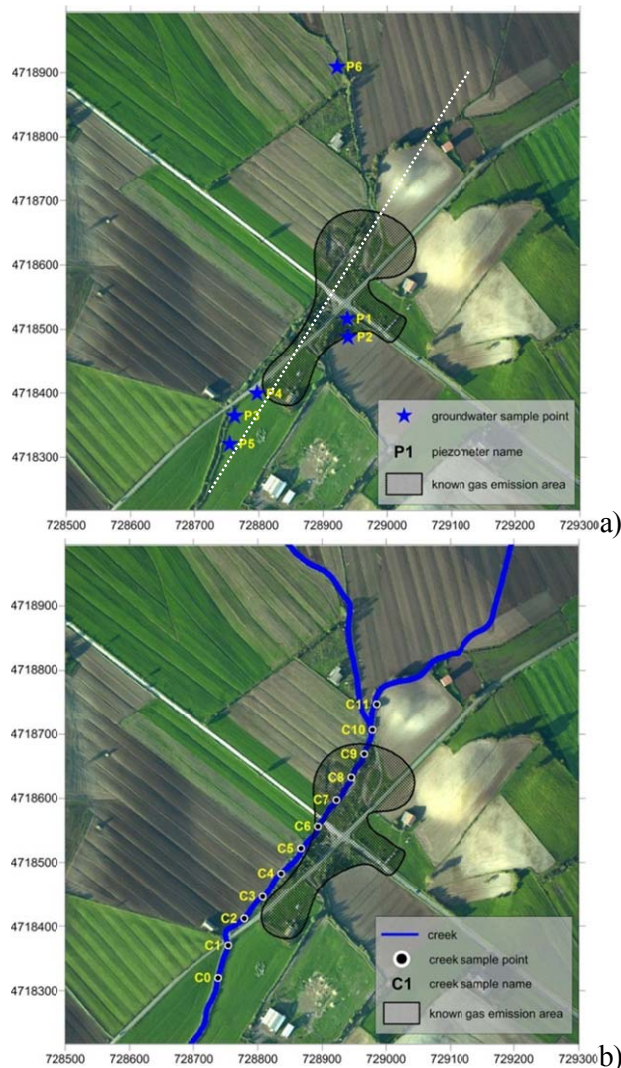 4718900
P6
4718800
4718700
4718600
4718500
P1
P2
4718400
P4
P3
P5
4718300
groundwater sample point
P1 piezometer name
known gas emission area
728500 728600 728700 728800 728900 729000 729100 729200 729300
a)
4718900
4718800
C11
C10
4718700
C9
C8
C7
4718600
C6
C5
4718500
C4
C3
C2
4718400
C1
C0
4718300
creek
creek sample point
C1 creek sample name
known gas emission area
728500 728600 728700 728800 728900 729000 729100 729200 729300
b)